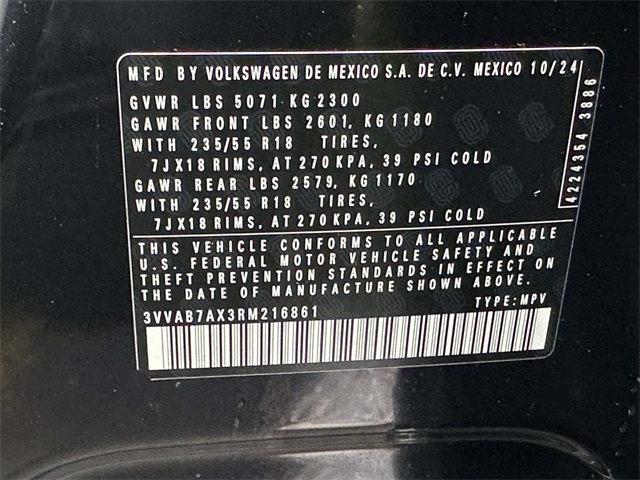 MFD BY VOLKSWAGEN DE MEXICO S.A. DE C.V. MEXICO 10/24
GVWR LBS 5071 KG 2300
GAWR FRONT LBS 2601, KG 1180
WITH 235/55 R18 TIRES,
7JX18 RIMS, AT 270 KPA, 39 PSI COLD
GAWR REAR LBS 2579, KG 1170
WITH 235/55 R18 TIRES,
7JX18 RIMS, AT 270 KPA, 39 PSI COLD
THIS VEHICLE CONFORMS TO ALL APPLICABLE
U.S. FEDERAL MOTOR VEHICLE SAFETY AND
THEFT PREVENTION STANDARDS IN EFFECT ON
THE DATE OF MANUFACTURE SHOWN ABOVE.
3VVAB7AX3RM216861 TYPE: MPV
4224354 3886